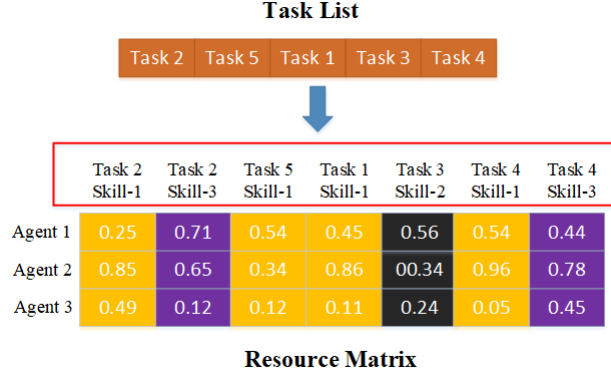 Task List
Task 2 Task 5 Task 1 Task 3 Task 4
Task 2 Task 2 Task 5 Task 1 Task 3 Task 4 Task 4
Skill-1 Skill-3 Skill-1 Skill-1 Skill-2 Skill-1 Skill-3
Agent 1 0.25 0.71 0.54 0.45 0.56 0.54 0.44
Agent 2 0.85 0.65 0.34 0.86 00.34 0.96 0.78
Agent 3 0.49 0.12 0.12 0.11 0.24 0.05 0.45
Resource Matrix